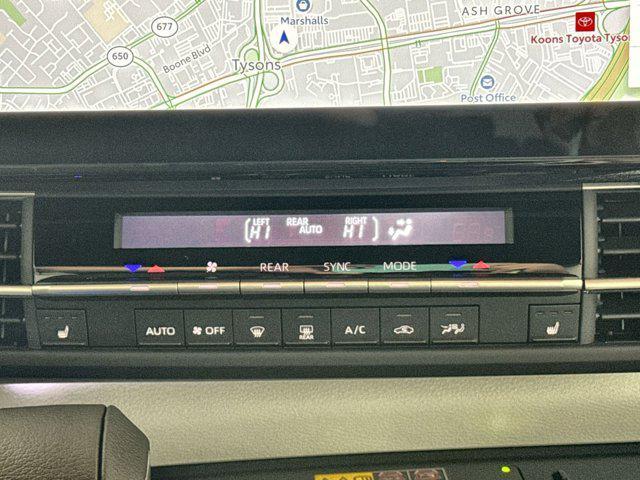 677
Marshalls
ASH GROVE
Koons Toyota Tyso
650
Boone Blvd
Tysons
Post Office
LEFT REAR RIGHT
HI AUTO HI
REAR SYNC MODE
AUTO OFF REAR A/C